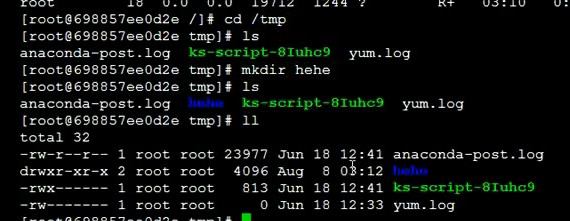 root 18 0.0 0.0 19712 1244 ? R+ 03:10 0:
[root@698857ee0d2e /]# cd /tmp
[root@698857ee0d2e tmp]# ls
anaconda-post.log ks-script-8Iuhc9 yum.log
[root@698857ee0d2e tmp]# mkdir hehe
[root@698857ee0d2e tmp]# ls
anaconda-post.log hehe ks-script-8Iuhc9 yum.log
[root@698857ee0d2e tmp]# ll
total 32
-rw-r--r-- 1 root root 23977 Jun 18 12:41 anaconda-post.log
drwxr-xr-x 2 root root 4096 Aug 8 03:12 hehe
-rwx------ 1 root root 813 Jun 18 12:41 ks-script-8Iuhc9
-rw------- 1 root root 0 Jun 18 12:33 yum.log
[root@698857ee0d2e tmp]#